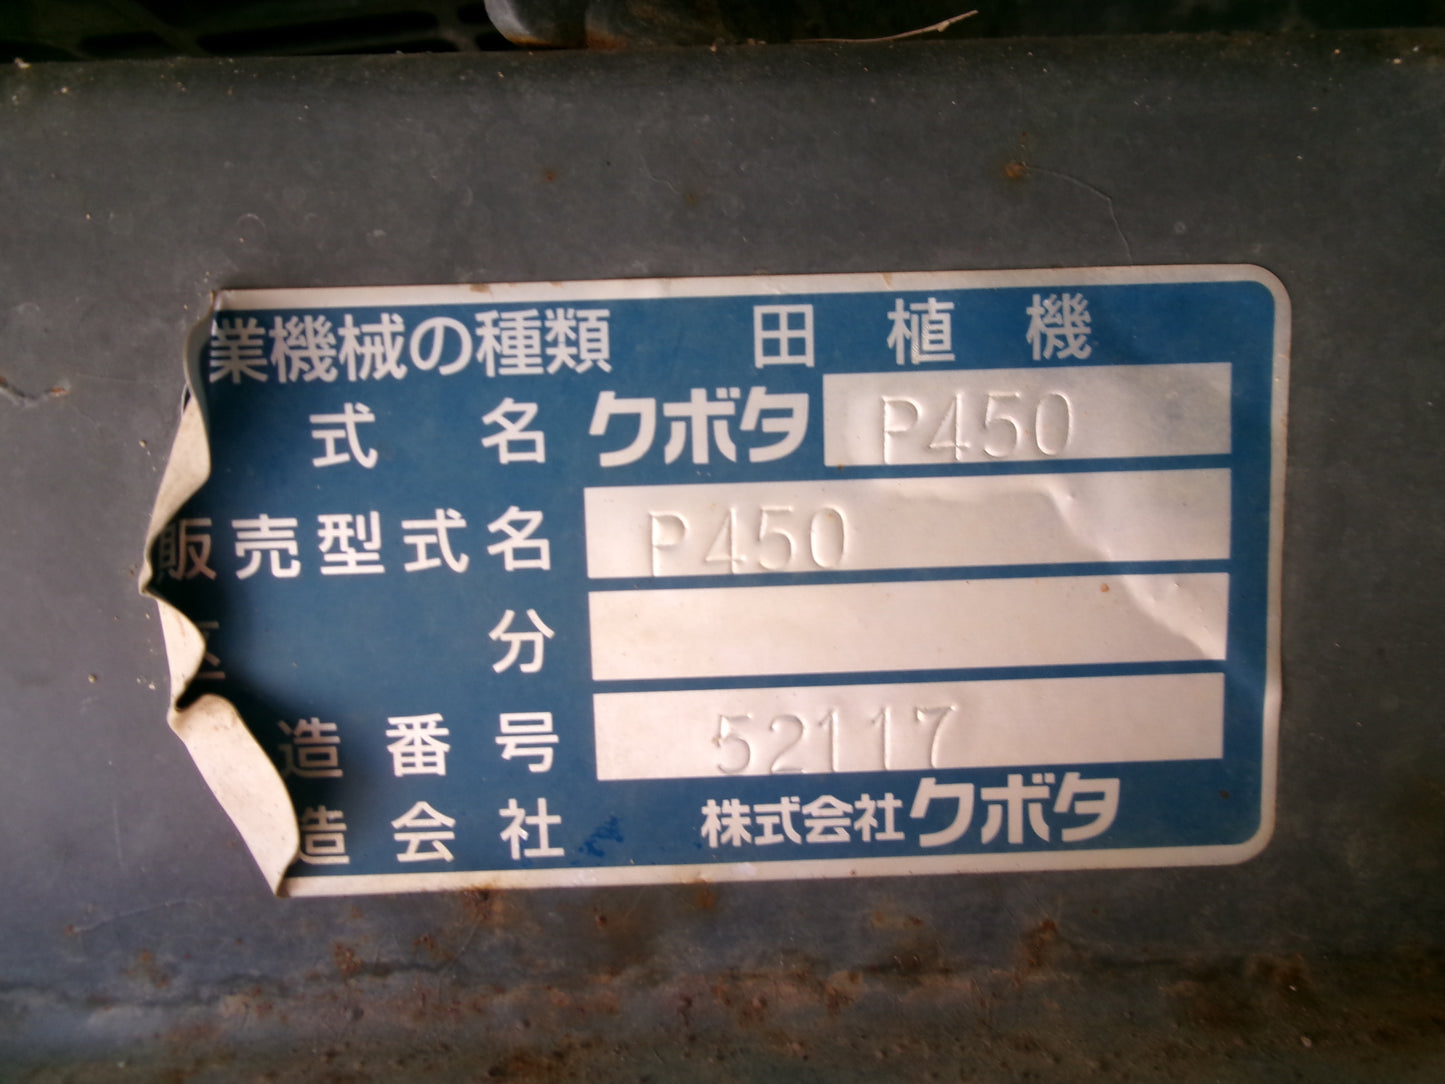 業機械の種類 田植機
式名 クボタ P450
販売型式名 P450
分
造番号 52117
造会社 株式会社クボタ